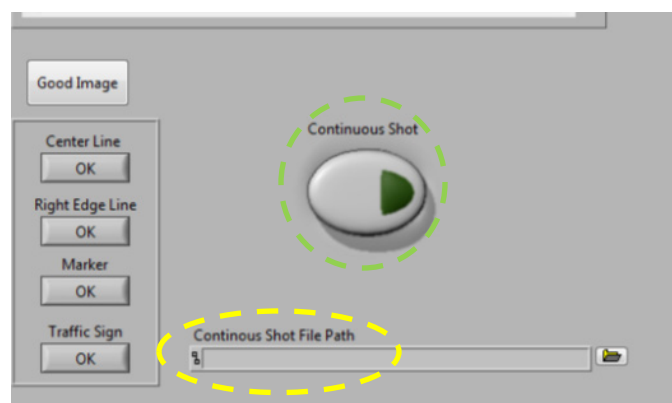 Good Image
Continuous Shot
Center Line
OK
Right Edge Line
OK
Marker
OK
Traffic Sign
OK
Continous Shot File Path